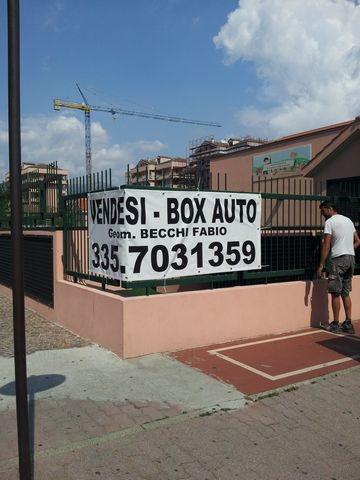 VENDESI - BOX AUTO
Geom. BECCHI FABIO
335.7031359